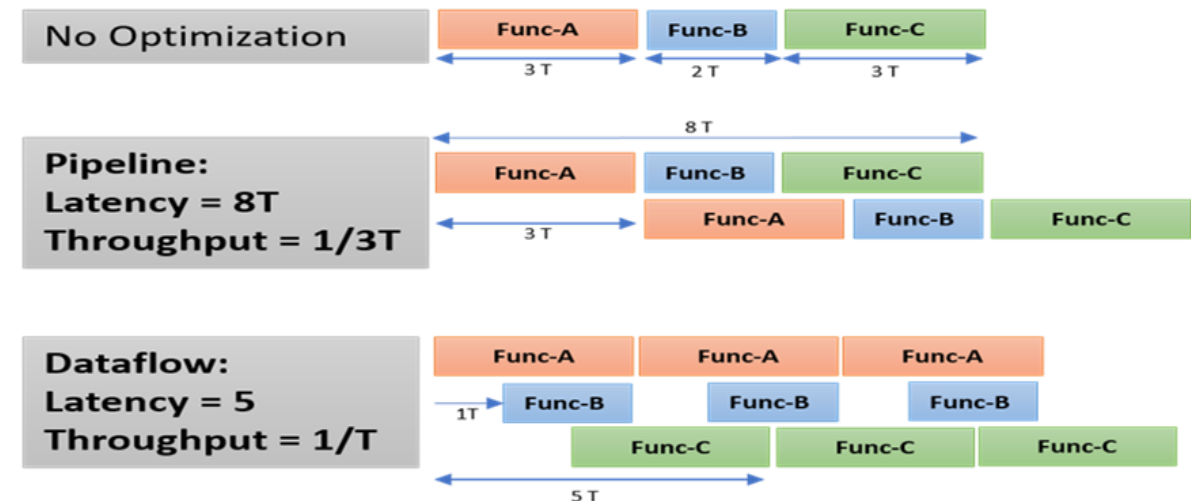 No Optimization
Func-A Func-B Func-C
3 T 2 T 3 T
8 T
Pipeline:
Latency = 8T
Throughput = 1/3T
Func-A Func-B Func-C
Func-A Func-B Func-C
3 T
Dataflow:
Latency = 5
Throughput = 1/T
Func-A Func-A Func-A
1T Func-B Func-B Func-B
Func-C Func-C Func-C
5 T